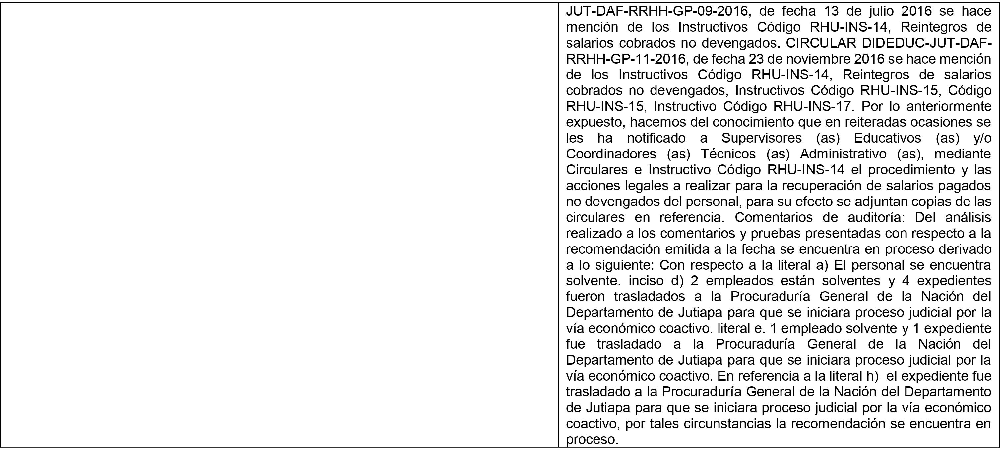 JUT-DAF-RRHH-GP-09-2016, de fecha 13 de julio 2016 se hace
mención de los Instructivos Código RHU-INS-14, Reintegros de
salarios cobrados no devengados. CIRCULAR DIDEDUC-JUT-DAF-
RRHH-GP-11-2016, de fecha 23 de noviembre 2016 se hace mención
de los Instructivos Código RHU-INS-14, Reintegros de salarios
cobrados no devengados, Instructivos Código RHU-INS-15, Código
RHU-INS-15, Instructivo Código RHU-INS-17. Por lo anteriormente
expuesto, hacemos del conocimiento que en reiteradas ocasiones se
les ha notificado a Supervisores (as) Educativos (as) y/o
Coordinadores (as) Técnicos (as) Administrativo (as), mediante
Circulares e Instructivo Código RHU-INS-14 el procedimiento y las
acciones legales a realizar para la recuperación de salarios pagados
no devengados del personal, para su efecto se adjuntan copias de las
circulares en referencia. Comentarios de auditoría: Del análisis
realizado a los comentarios y pruebas presentadas con respecto a la
recomendación emitida a la fecha se encuentra en proceso derivado
a lo siguiente: Con respecto a la literal a) El personal se encuentra
solvente. inciso d) 2 empleados están solventes y 4 expedientes
fueron trasladados a la Procuraduría General de la Nación del
Departamento de Jutiapa para que se iniciara proceso judicial por la
vía económico coactivo. literal e. 1 empleado solvente y 1 expediente
fue trasladado a la Procuraduría General de la Nación del
Departamento de Jutiapa para que se iniciara proceso judicial por la
vía económico coactivo. En referencia a la literal h)  el expediente fue
trasladado a la Procuraduría General de la Nación del Departamento
de Jutiapa para que se iniciara proceso judicial por la vía económico
coactivo, por tales circunstancias la recomendación se encuentra en
proceso.